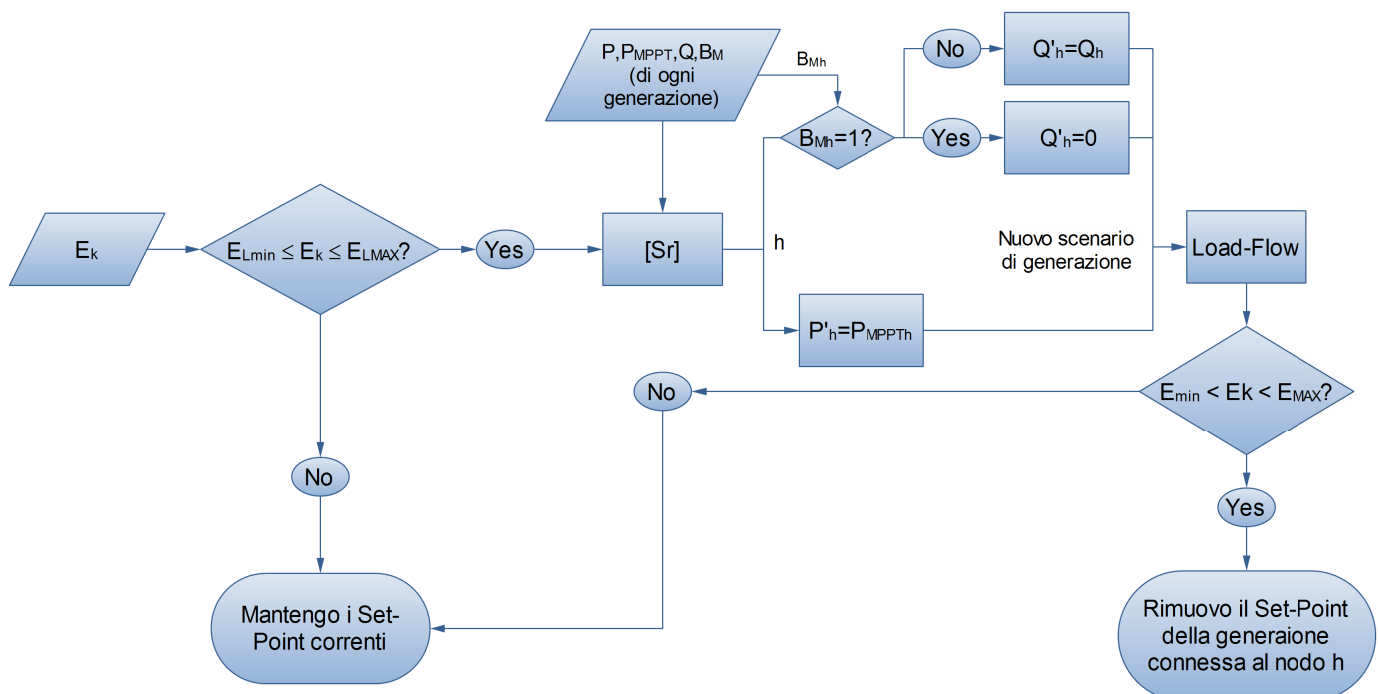 P,PMPPT,Q,BM
(di ogni
generazione)
BMh
No
Q'h=Qh
BMh=1?
Yes
Q'h=0
Ek
ELmin ≤ Ek ≤ ELMAX?
Yes
[Sr]
h
Nuovo scenario
di generazione
Load-Flow
P'h=PMPPTh
No
Emin < Ek < EMAX?
No
Yes
Mantengo i Set-
Point correnti
Rimuovo il Set-Point
della generaione
connessa al nodo h